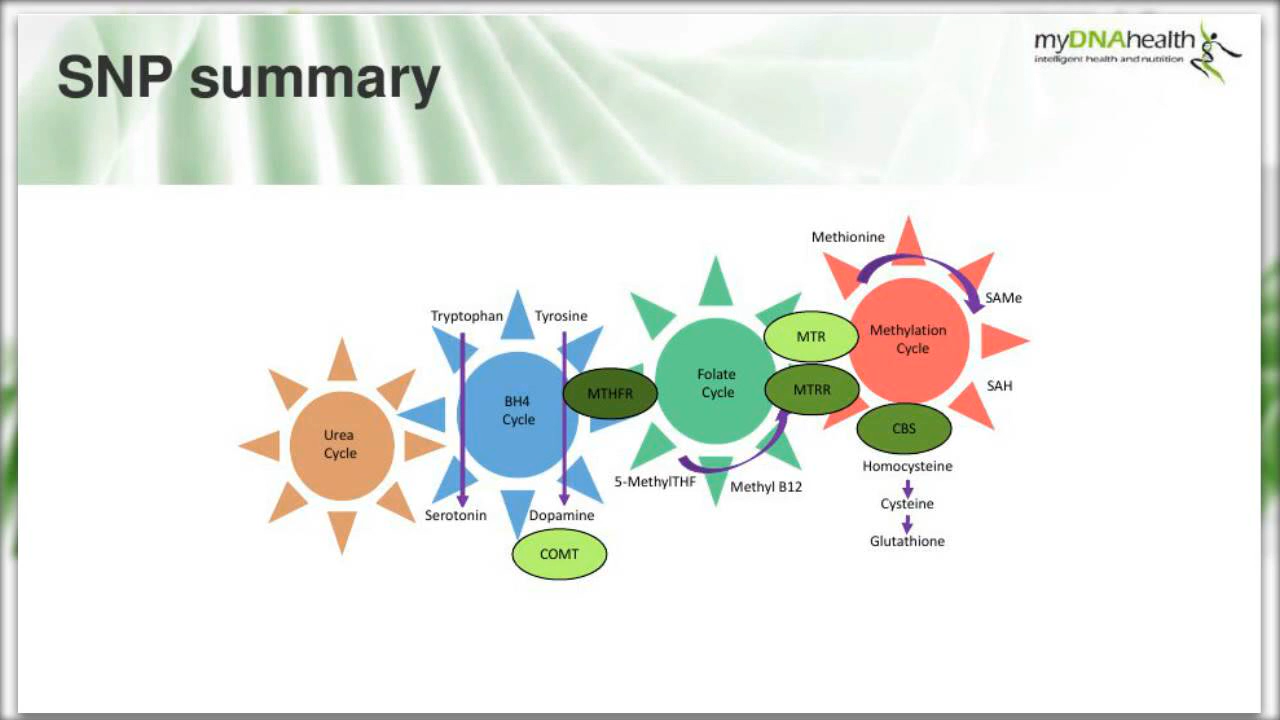 SNP summary
myDNAhealth
intelligent health and nutrition
Methionine
SAMe
Methylation
Cycle
SAH
MTR
MTRR
CBS
Homocysteine
Cysteine
Glutathione
Folate
Cycle
5-MethylTHF
Methyl B12
MTHFR
Tryptophan
Tyrosine
BH4
Cycle
Serotonin
Dopamine
COMT
Urea
Cycle